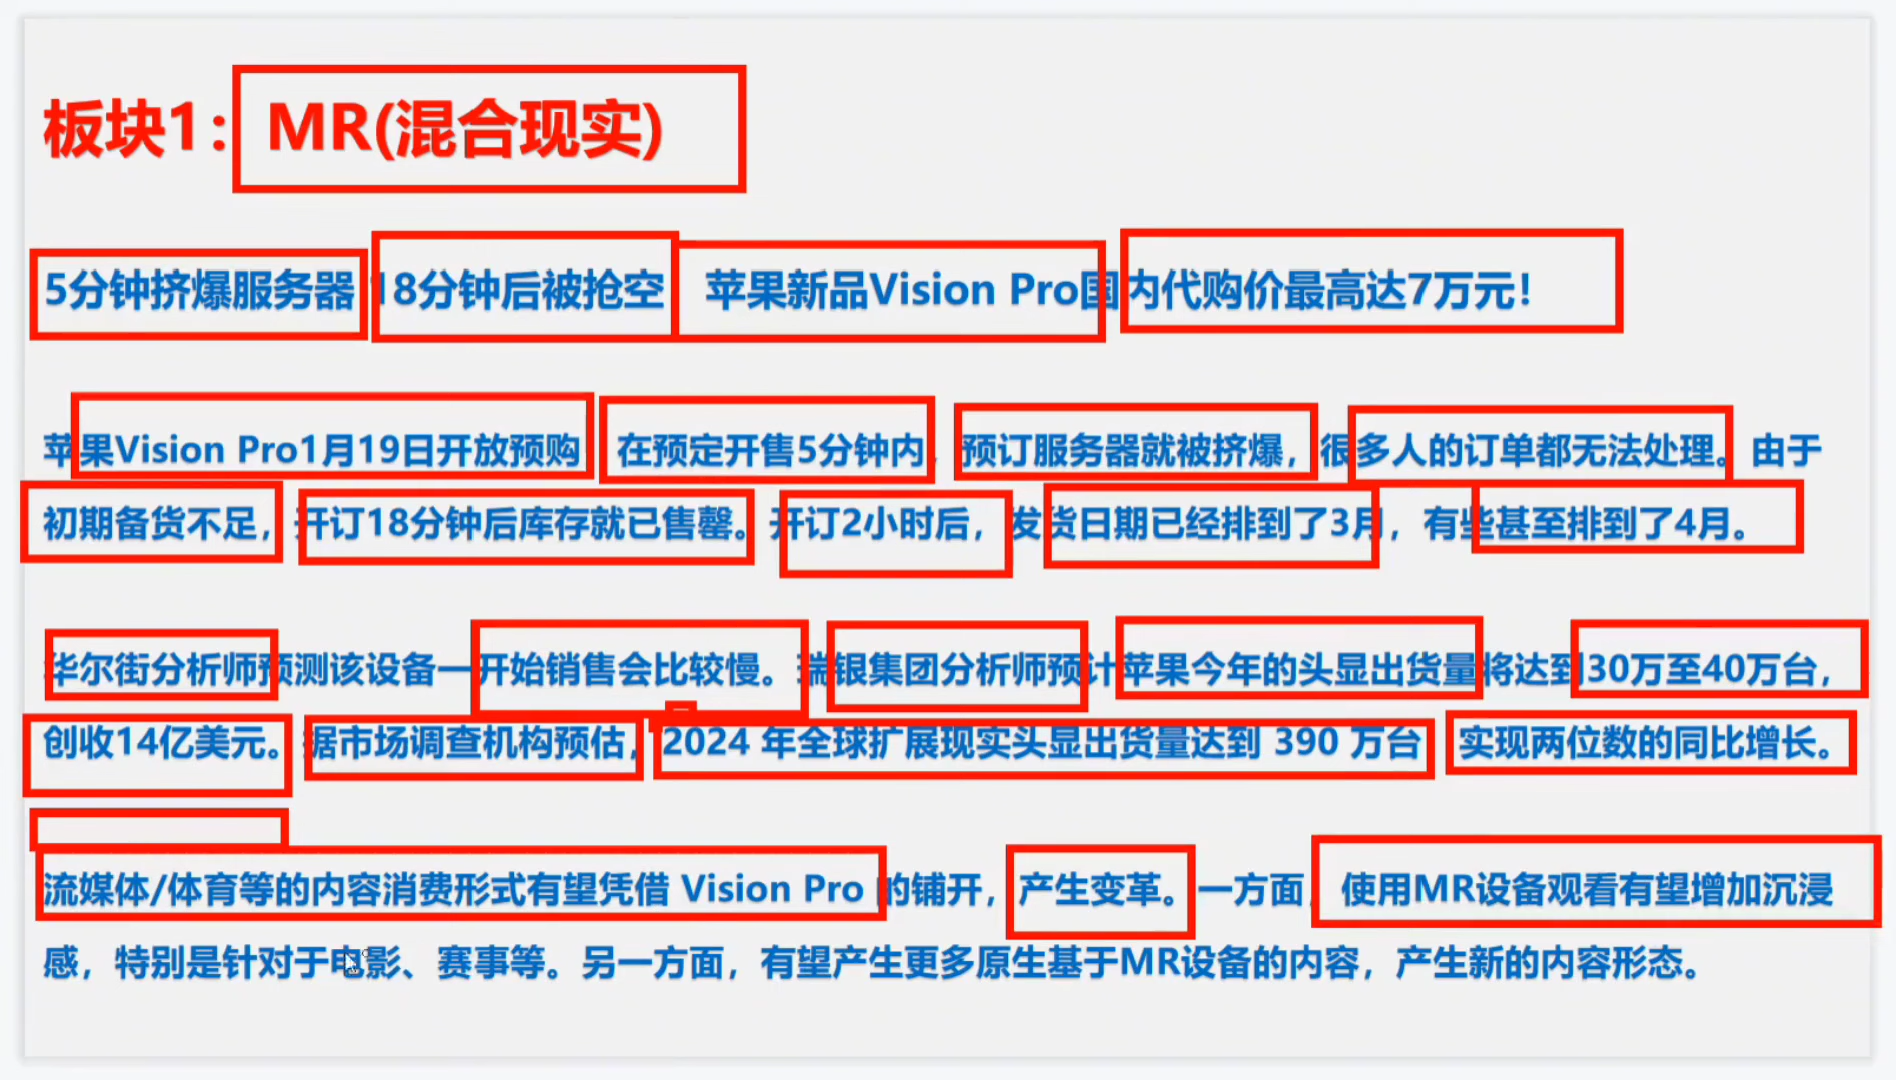 板块1：MR(混合现实)
5分钟挤爆服务器 18分钟后被抢空 苹果新品Vision Pro国内代购价最高达7万元！
苹果Vision Pro1月19日开放预购，在预定开售5分钟内，预订服务器就被挤爆，很多人的订单都无法处理。由于
初期备货不足，开订18分钟后库存就已售罄。开订2小时后，发货日期已经排到了3月，有些甚至排到了4月。
华尔街分析师预测该设备一开始销售会比较慢。瑞银集团分析师预计苹果今年的头显出货量将达到30万至40万台，
创收14亿美元。据市场调查机构预估，2024 年全球扩展现实头显出货量达到 390 万台，实现两位数的同比增长。
流媒体/体育等的内容消费形式有望凭借 Vision Pro 的铺开，产生变革。一方面，使用MR设备观看有望增加沉浸
感，特别是针对于电影、赛事等。另一方面，有望产生更多原生基于MR设备的内容，产生新的内容形态。